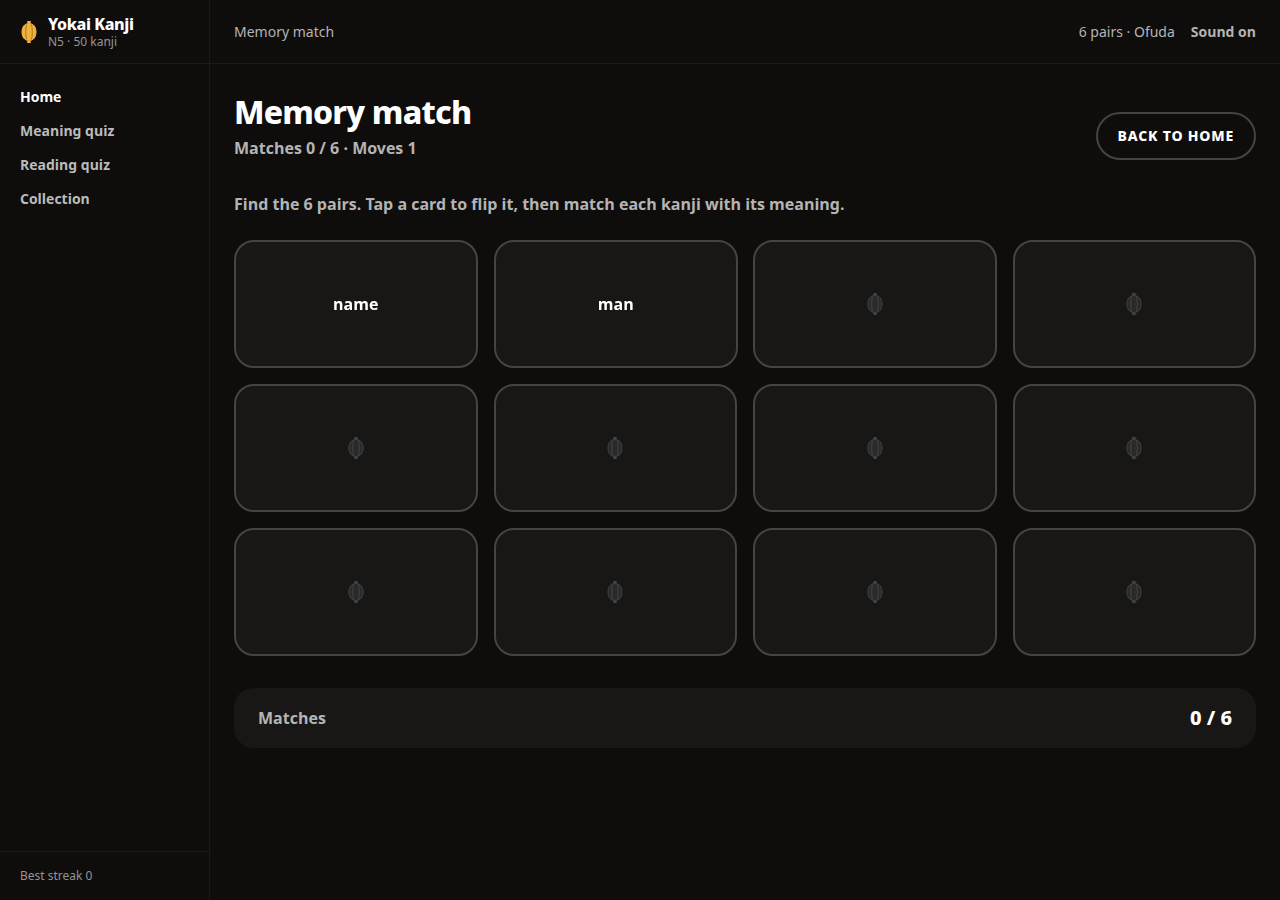 Yokai Kanji
N5 · 50 kanji
Memory match
6 pairs · Ofuda
Sound on
Home
Meaning quiz
Reading quiz
Collection
Memory match
Matches 0 / 6 · Moves 1
BACK TO HOME
Find the 6 pairs. Tap a card to flip it, then match each kanji with its meaning.
name
man
Matches
0 / 6
Best streak 0